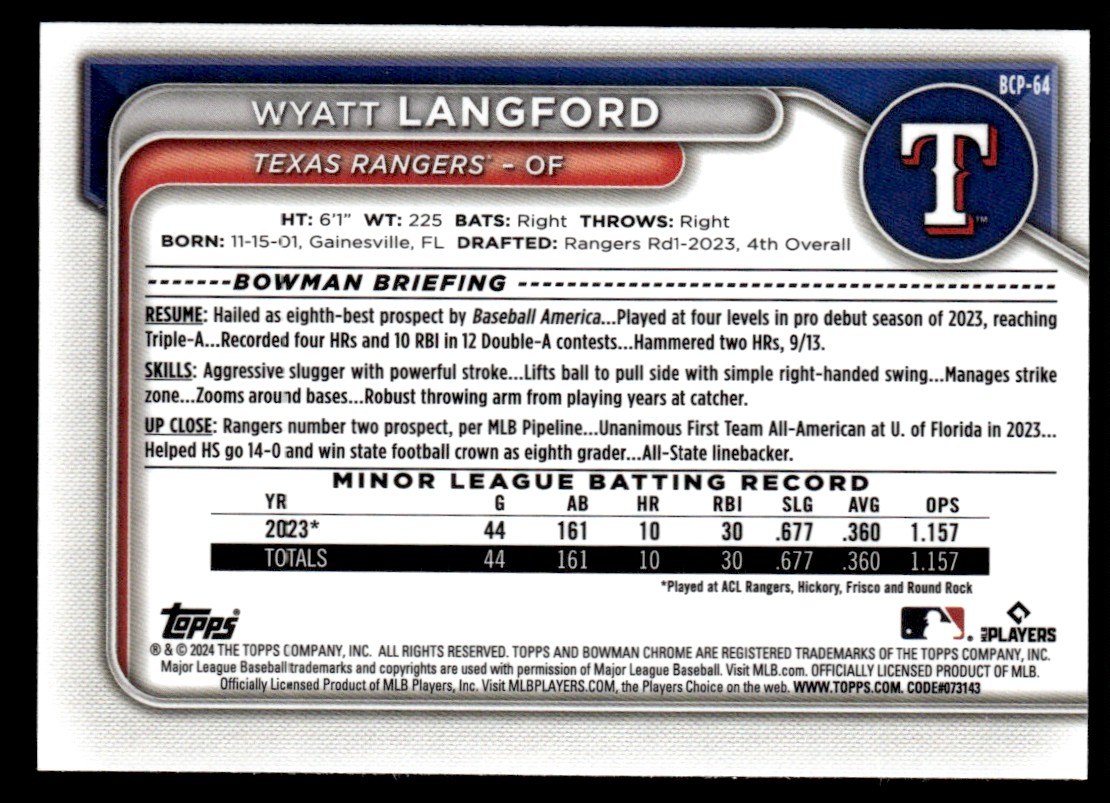 BCP-64
WYATT LANGFORD
TEXAS RANGERS® - OF
T™
HT: 6'1" WT: 225 BATS: Right THROWS: Right
BORN: 11-15-01, Gainesville, FL DRAFTED: Rangers Rd1-2023, 4th Overall
BOWMAN BRIEFING
RESUME: Hailed as eighth-best prospect by Baseball America...Played at four levels in pro debut season of 2023, reaching
Triple-A...Recorded four HRs and 10 RBI in 12 Double-A contests...Hammered two HRs, 9/13.
SKILLS: Aggressive slugger with powerful stroke...Lifts ball to pull side with simple right-handed swing...Manages strike
zone...Zooms around bases...Robust throwing arm from playing years at catcher.
UP CLOSE: Rangers number two prospect, per MLB Pipeline...Unanimous First Team All-American at U. of Florida in 2023...
Helped HS go 14-0 and win state football crown as eighth grader...All-State linebacker.
MINOR LEAGUE BATTING RECORD
YR G AB HR RBI SLG AVG OPS
2023* 44 161 10 30 .677 .360 1.157
TOTALS 44 161 10 30 .677 .360 1.157
*Played at ACL Rangers, Hickory, Frisco and Round Rock
Topps® MLB PLAYERS
® & © 2024 THE TOPPS COMPANY, INC. ALL RIGHTS RESERVED. TOPPS AND BOWMAN CHROME ARE REGISTERED TRADEMARKS OF THE TOPPS COMPANY, INC.
Major League Baseball trademarks and copyrights are used with permission of Major League Baseball. Visit MLB.com. OFFICIALLY LICENSED PRODUCT OF MLB.
Officially Licensed Product of MLB Players, Inc. Visit MLBPLAYERS.COM, the Players Choice on the web. WWW.TOPPS.COM. CODE#073143